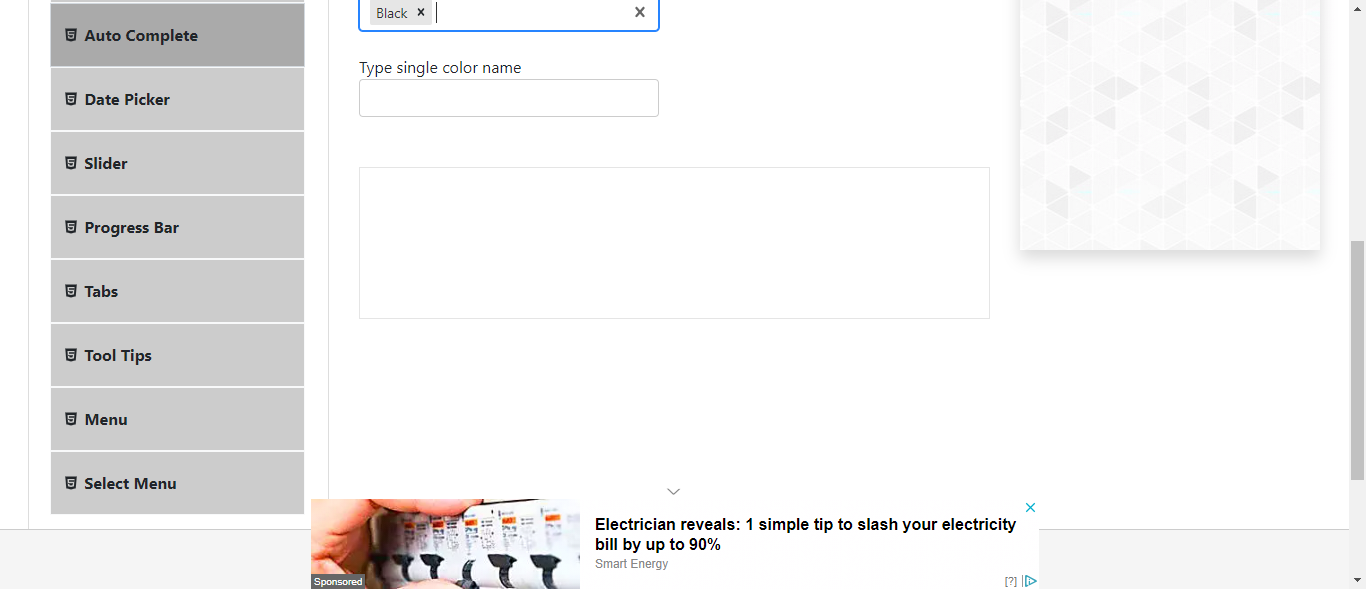 Auto Complete
Date Picker
Slider
Progress Bar
Tabs
Tool Tips
Menu
Select Menu
Black
Type single color name
Electrician reveals: 1 simple tip to slash your electricity
bill by up to 90%
Smart Energy
Sponsored
[?]